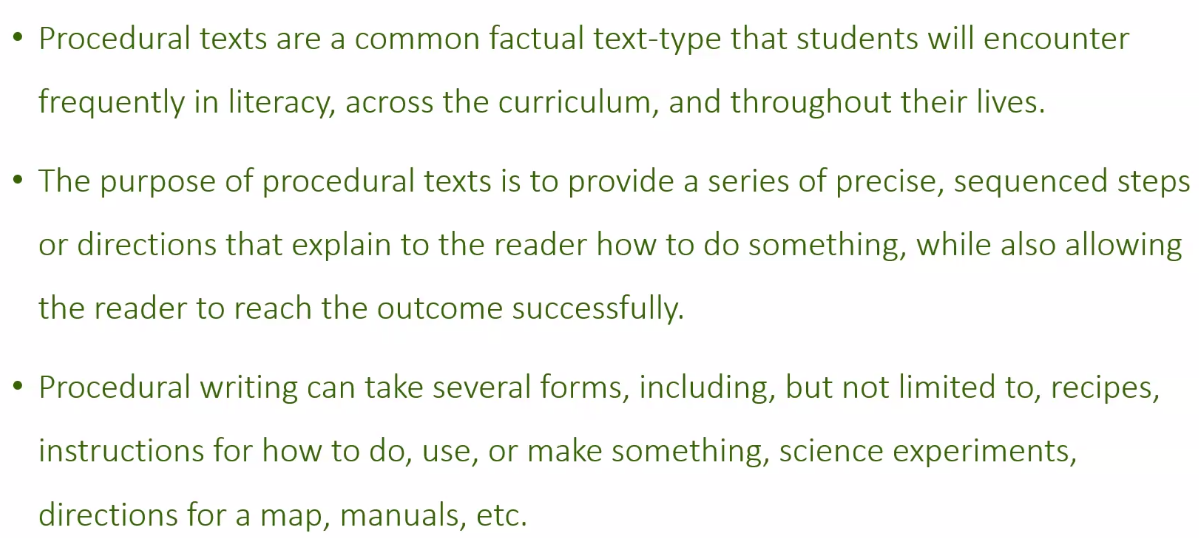 • Procedural texts are a common factual text-type that students will encounter
frequently in literacy, across the curriculum, and throughout their lives.
• The purpose of procedural texts is to provide a series of precise, sequenced steps
or directions that explain to the reader how to do something, while also allowing
the reader to reach the outcome successfully.
• Procedural writing can take several forms, including, but not limited to, recipes,
instructions for how to do, use, or make something, science experiments,
directions for a map, manuals, etc.